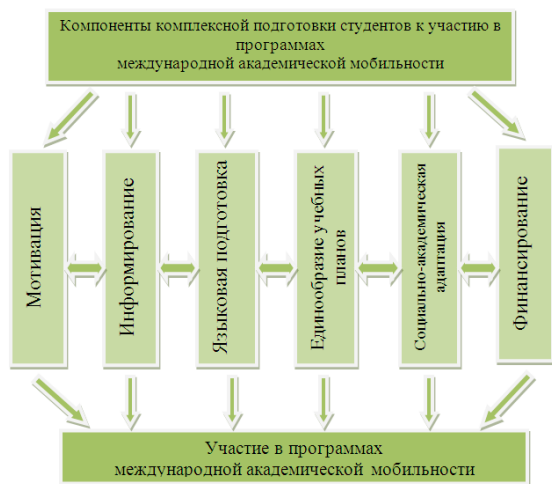 Компоненты комплексной подготовки студентов к участию в
программах
международной академической мобильности
Мотивация
Информирование
Языковая подготовка
Единообразие учебных
планов
Социально-академическая
адаптация
Финансирование
Участие в программах
международной академической мобильности